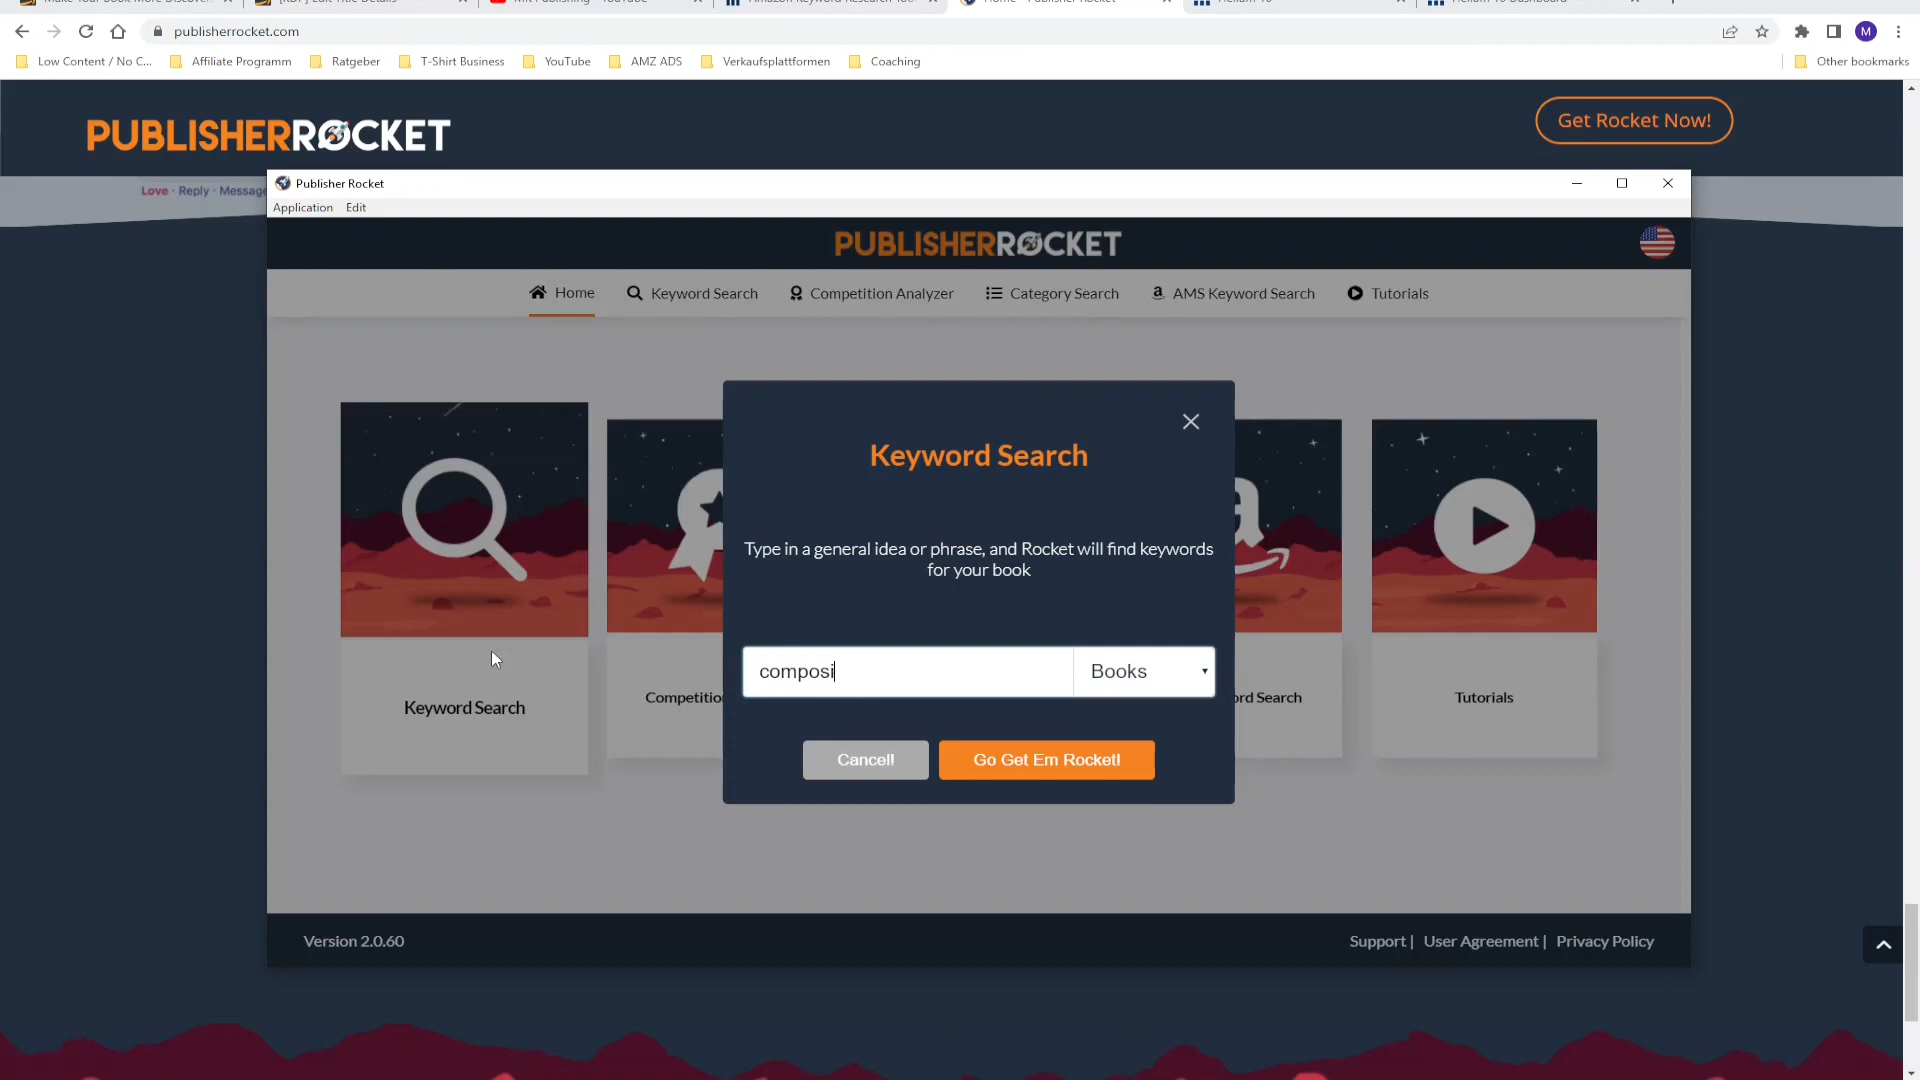 publisherrocket.com
M
Low Content / No C...
Affiliate Programm
Ratgeber
T-Shirt Business
YouTube
AMZ ADS
Verkaufsplattformen
Coaching
Other bookmarks
PUBLISHERROCKET
Get Rocket Now!
Love · Reply · Message
Publisher Rocket
Application Edit
PUBLISHERROCKET
Home
Keyword Search
Competition Analyzer
Category Search
AMS Keyword Search
Tutorials
Keyword Search
Type in a general idea or phrase, and Rocket will find keywords
for your book
composi
Books
Cancel!
Go Get Em Rocket!
Keyword Search
Competitio
rd Search
Tutorials
Version 2.0.60
Support | User Agreement | Privacy Policy